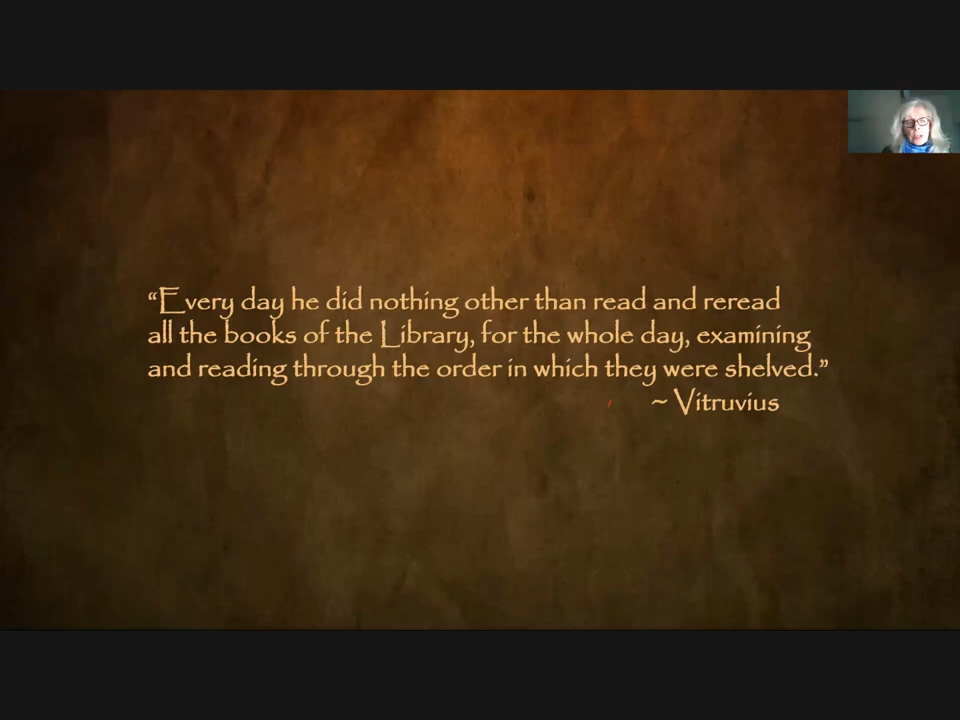 “Every day he did nothing other than read and reread
all the books of the Library, for the whole day, examining
and reading through the order in which they were shelved.”
~ Vitruvius